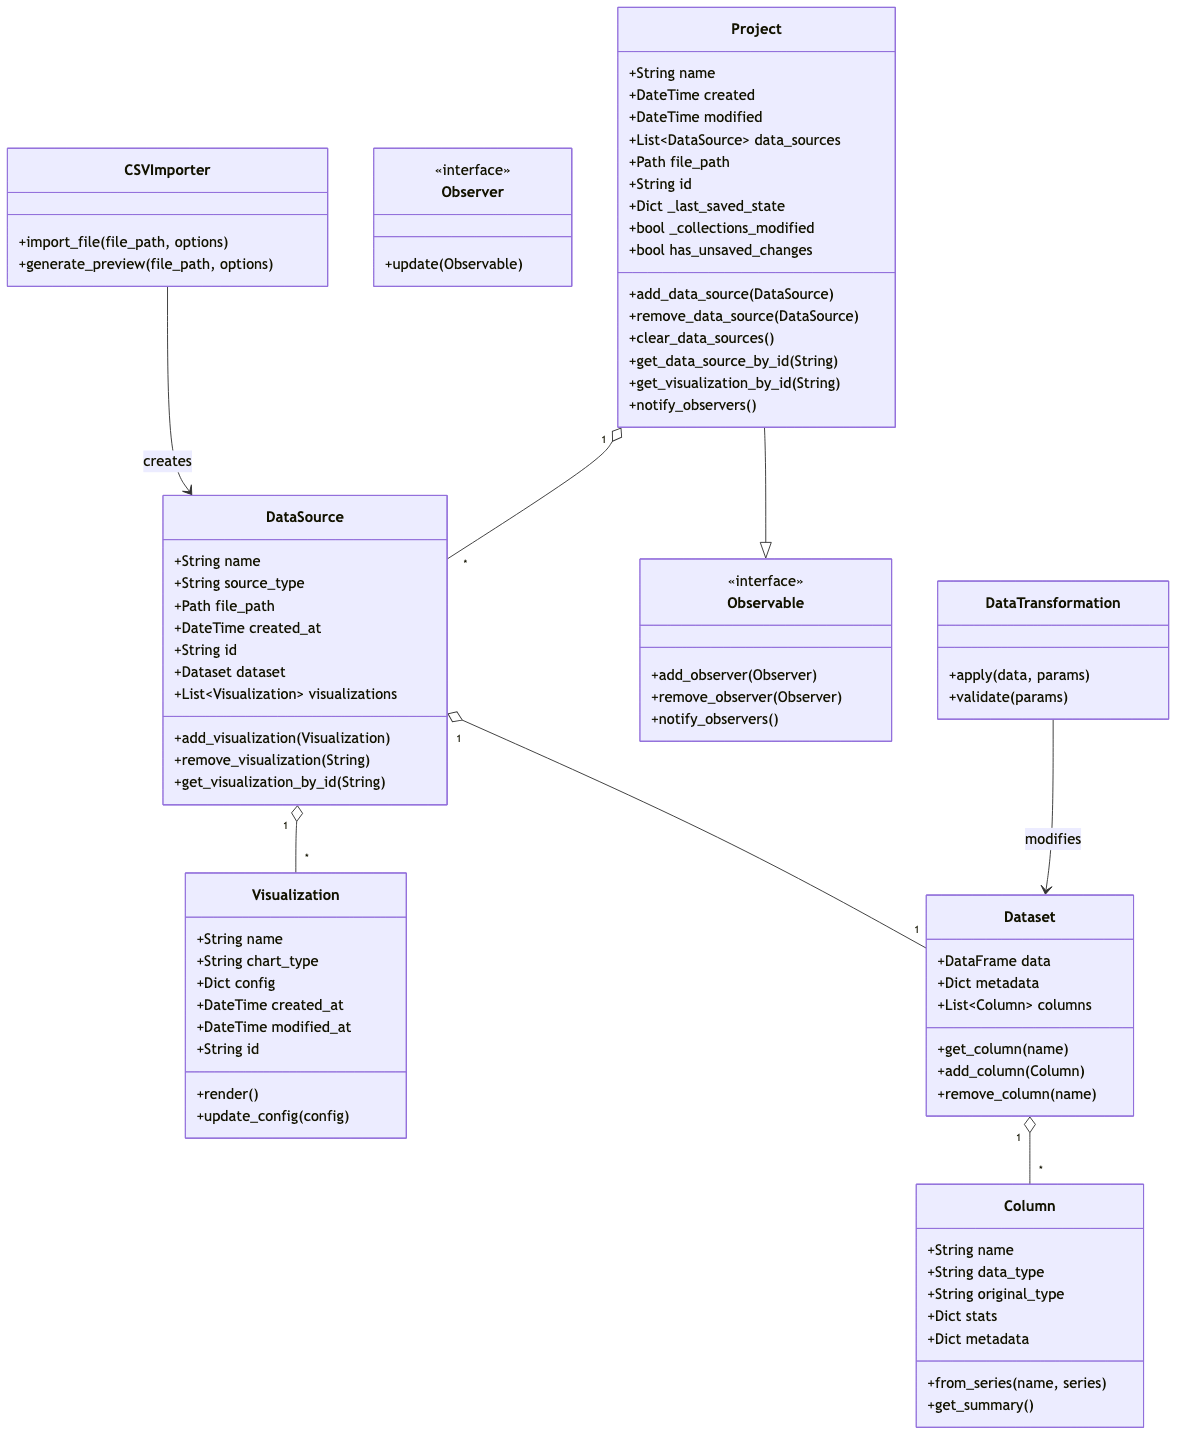 Project
+String name
+DateTime created
+DateTime modified
+List<DataSource> data_sources
+Path file_path
+String id
+Dict _last_saved_state
+bool _collections_modified
+bool has_unsaved_changes
+add_data_source(DataSource)
+remove_data_source(DataSource)
+clear_data_sources()
+get_data_source_by_id(String)
+get_visualization_by_id(String)
+notify_observers()
CSVImporter
+import_file(file_path, options)
+generate_preview(file_path, options)
«interface»
Observer
+update(Observable)
1
creates
*
DataSource
+String name
+String source_type
+Path file_path
+DateTime created_at
+String id
+Dataset dataset
+List<Visualization> visualizations
+add_visualization(Visualization)
+remove_visualization(String)
+get_visualization_by_id(String)
«interface»
Observable
+add_observer(Observer)
+remove_observer(Observer)
+notify_observers()
DataTransformation
+apply(data, params)
+validate(params)
1
1
*
modifies
1
Visualization
+String name
+String chart_type
+Dict config
+DateTime created_at
+DateTime modified_at
+String id
+render()
+update_config(config)
Dataset
+DataFrame data
+Dict metadata
+List<Column> columns
+get_column(name)
+add_column(Column)
+remove_column(name)
1
*
Column
+String name
+String data_type
+String original_type
+Dict stats
+Dict metadata
+from_series(name, series)
+get_summary()